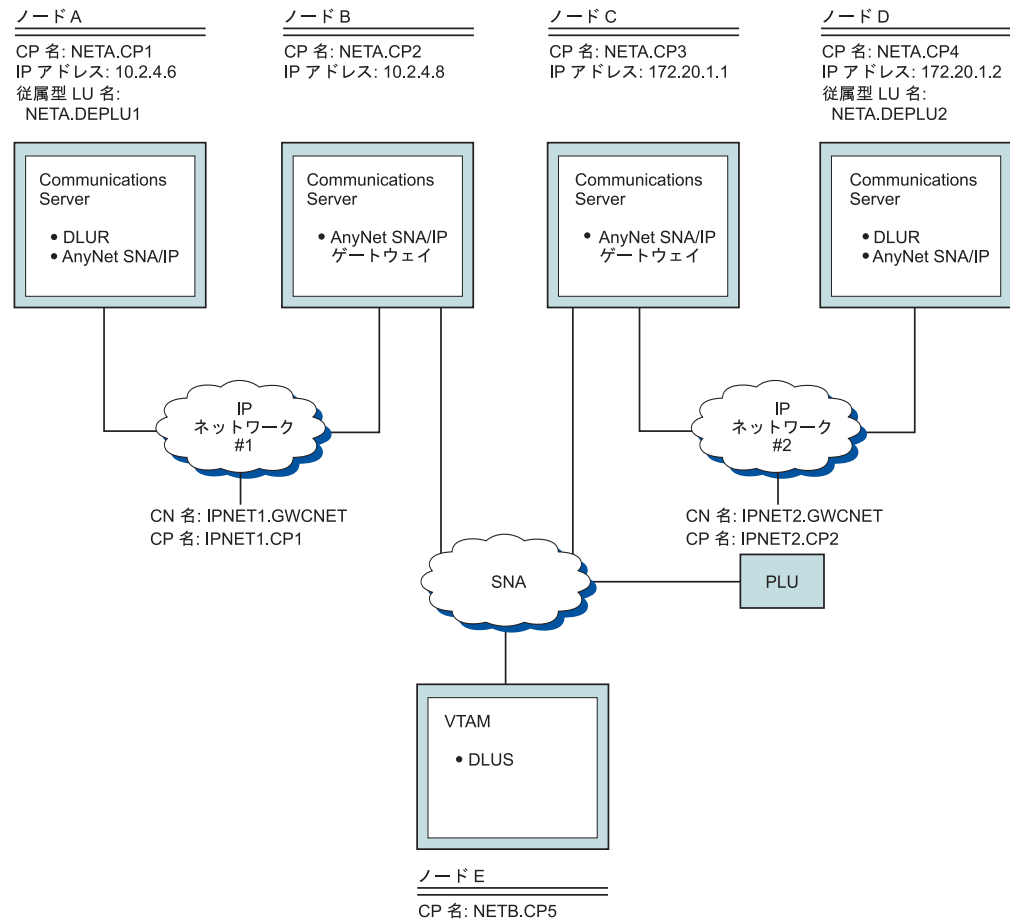 ノード A
CP 名: NETA.CP1
IP アドレス: 10.2.4.6
従属型 LU 名:
NETA.DEPLU1
ノード B
CP 名: NETA.CP2
IP アドレス: 10.2.4.8
ノード C
CP 名: NETA.CP3
IP アドレス: 172.20.1.1
ノード D
CP 名: NETA.CP4
IP アドレス: 172.20.1.2
従属型 LU 名:
NETA.DEPLU2
Communications
Server
• DLUR
• AnyNet SNA/IP
Communications
Server
• AnyNet SNA/IP
ゲートウェイ
Communications
Server
• AnyNet SNA/IP
ゲートウェイ
Communications
Server
• DLUR
• AnyNet SNA/IP
IP
ネットワーク
#1
IP
ネットワーク
#2
CN 名: IPNET1.GWCNET
CP 名: IPNET1.CP1
CN 名: IPNET2.GWCNET
CP 名: IPNET2.CP2
SNA
PLU
VTAM
• DLUS
ノード E
CP 名: NETB.CP5